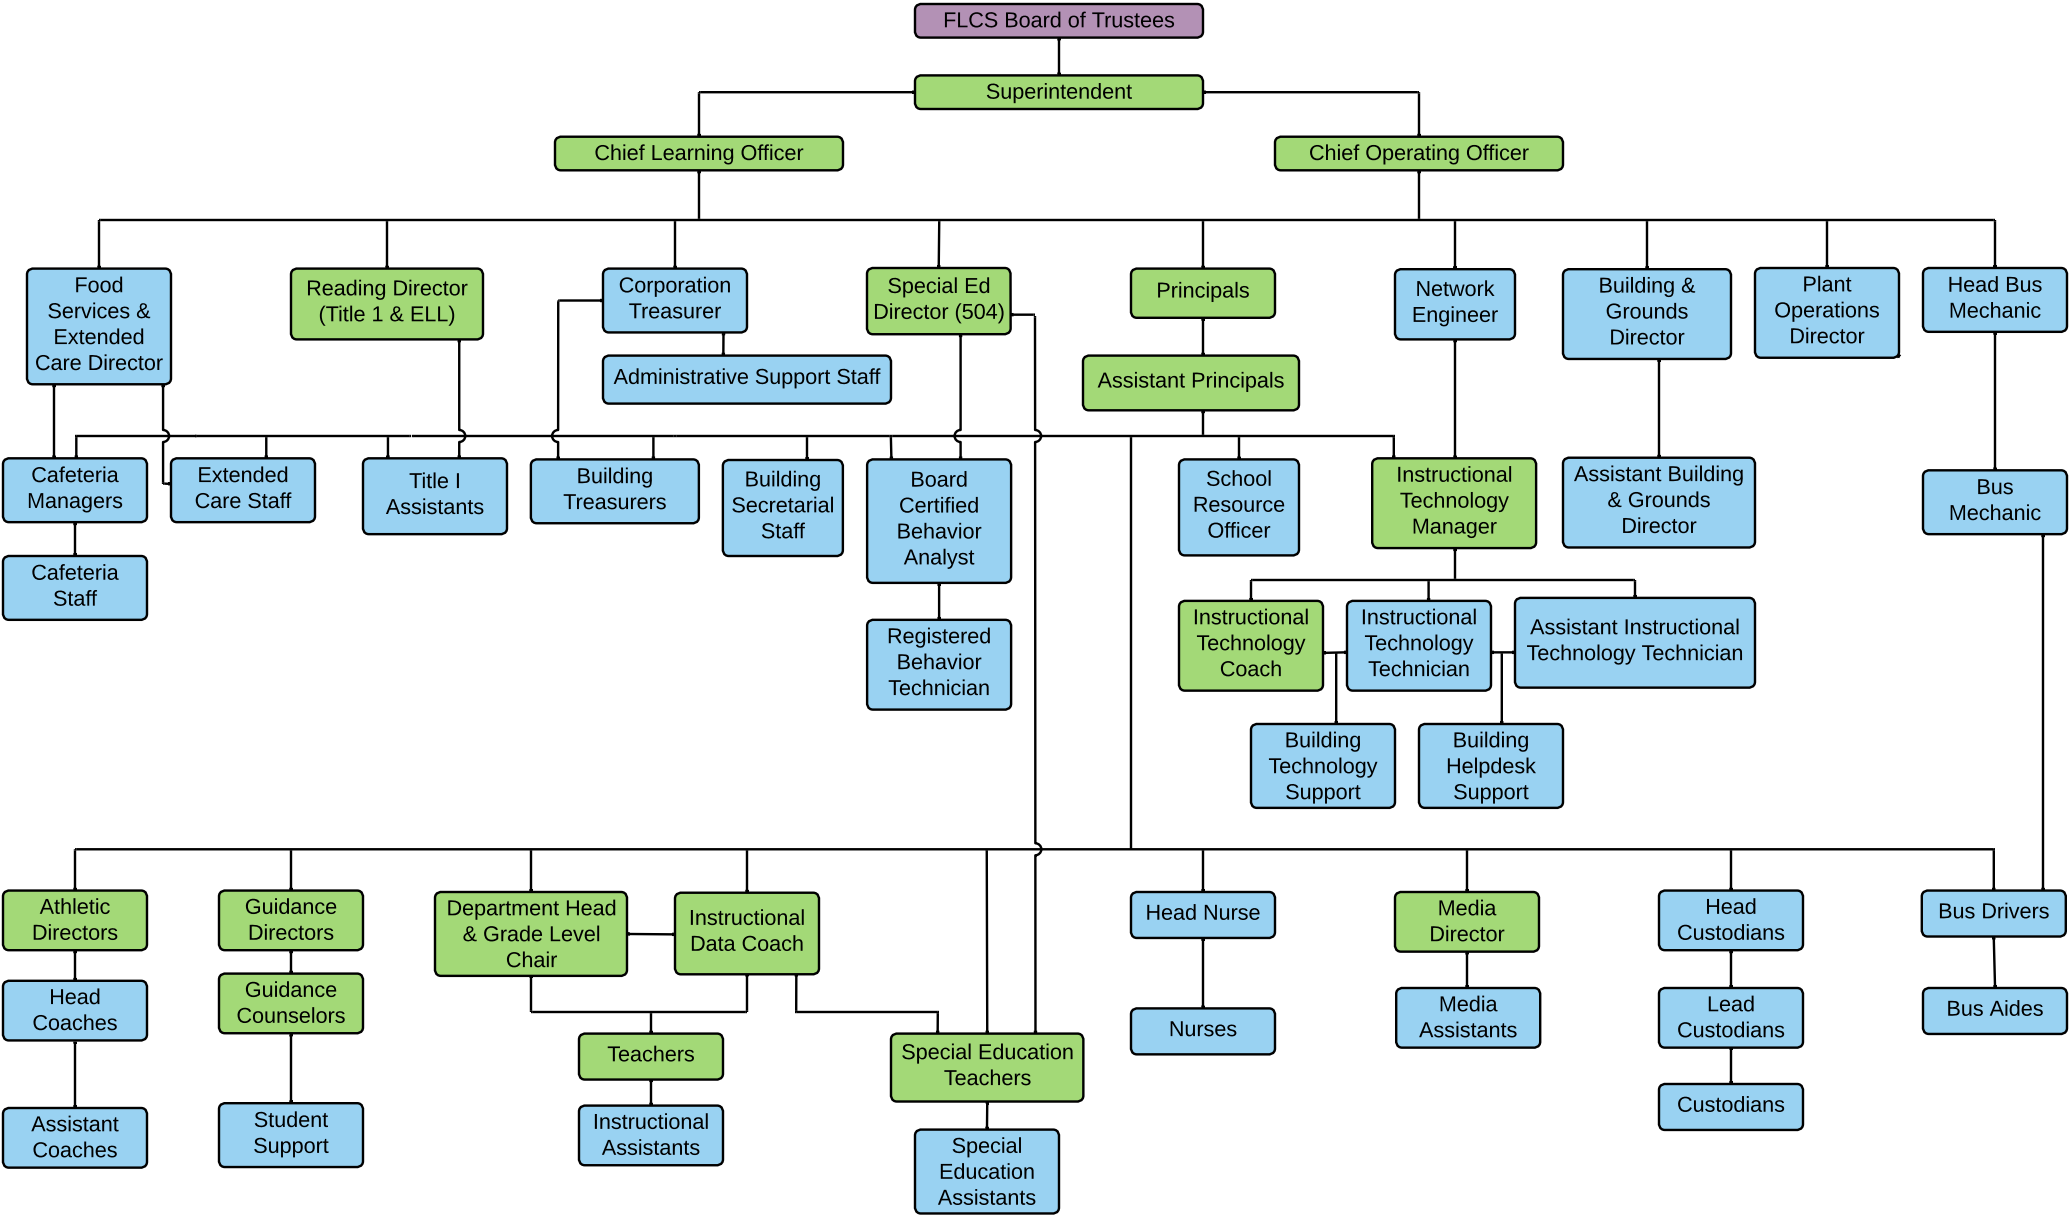 FLCS Board of Trustees
Superintendent
Chief Learning Officer
Chief Operating Officer
Food
Services &
Extended
Care Director
Reading Director
(Title 1 & ELL)
Corporation
Treasurer
Special Ed
Director (504)
Principals
Network
Engineer
Building &
Grounds
Director
Plant
Operations
Director
Head Bus
Mechanic
Administrative Support Staff
Assistant Principals
Cafeteria
Managers
Extended
Care Staff
Title I
Assistants
Building
Treasurers
Building
Secretarial
Staff
Board
Certified
Behavior
Analyst
School
Resource
Officer
Instructional
Technology
Manager
Assistant Building
& Grounds
Director
Bus
Mechanic
Cafeteria
Staff
Registered
Behavior
Technician
Instructional
Technology
Coach
Instructional
Technology
Technician
Assistant Instructional
Technology Technician
Building
Technology
Support
Building
Helpdesk
Support
Athletic
Directors
Guidance
Directors
Department Head
& Grade Level
Chair
Instructional
Data Coach
Head Nurse
Media
Director
Head
Custodians
Bus Drivers
Head
Coaches
Guidance
Counselors
Teachers
Special Education
Teachers
Nurses
Media
Assistants
Lead
Custodians
Bus Aides
Assistant
Coaches
Student
Support
Instructional
Assistants
Special
Education
Assistants
Custodians